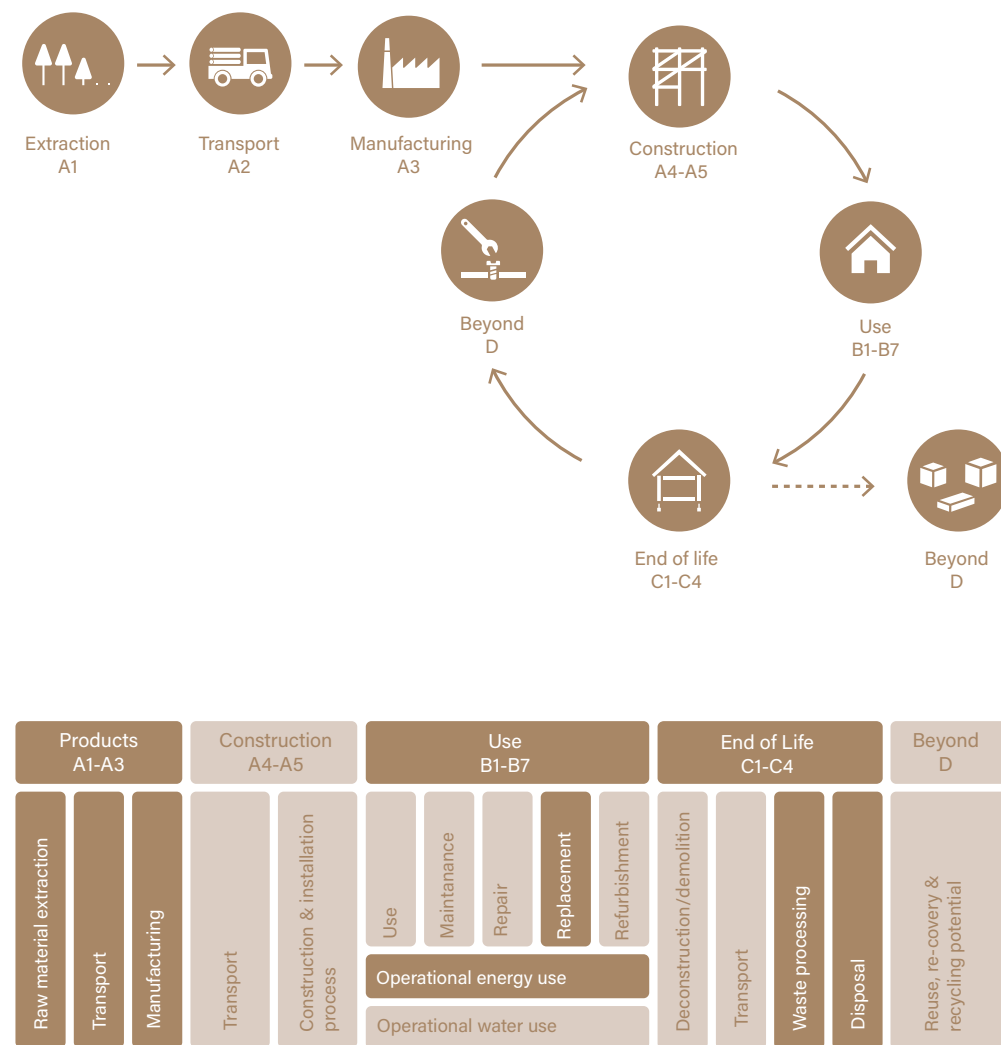 Extraction
A1
Transport
A2
Manufacturing
A3
Construction
A4-A5
Beyond
D
Use
B1-B7
End of life
C1-C4
Beyond
D
Products
A1-A3
Construction
A4-A5
Use
B1-B7
End of Life
C1-C4
Beyond
D
Raw material extraction
Transport
Manufacturing
Transport
Construction & installation
process
Use
Maintanance
Repair
Replacement
Refurbishment
Operational energy use
Operational water use
Deconstruction/demolition
Transport
Waste processing
Disposal
Reuse, re-covery &
recycling potential